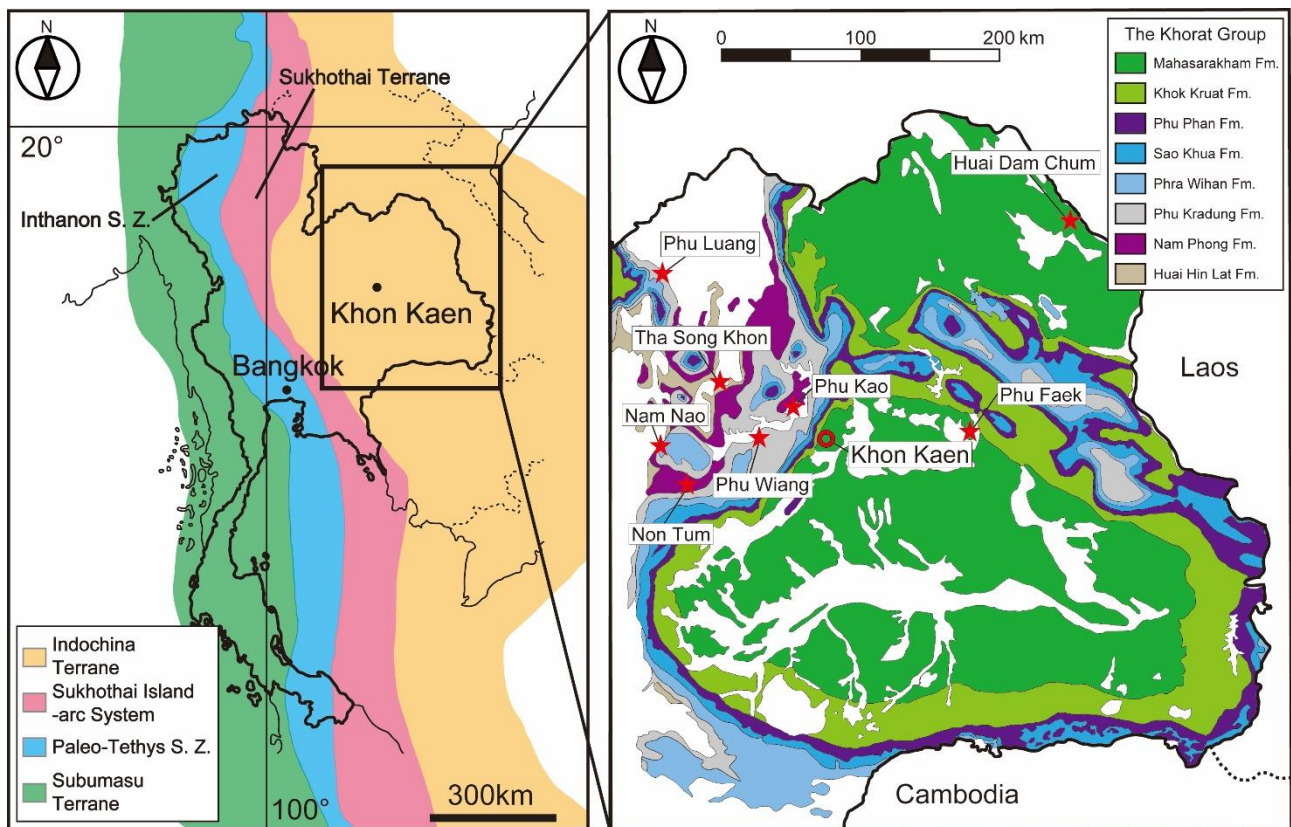 N
Sukhothai Terrane
20°
Inthanon S. Z.
Khon Kaen
Bangkok
Indochina
Terrane
Sukhothai Island
-arc System
Paleo-Tethys S. Z.
Subumasu
Terrane
100°
300km
N
0
100
200 km
The Khorat Group
Mahasarakham Fm.
Khok Kruat Fm.
Phu Phan Fm.
Sao Khua Fm.
Phra Wihan Fm.
Phu Kradung Fm.
Nam Phong Fm.
Huai Hin Lat Fm.
Huai Dam Chum
Phu Luang
Tha Song Khon
Laos
Phu Kao
Phu Faek
Nam Nao
Khon Kaen
Phu Wiang
Non Tum
Cambodia